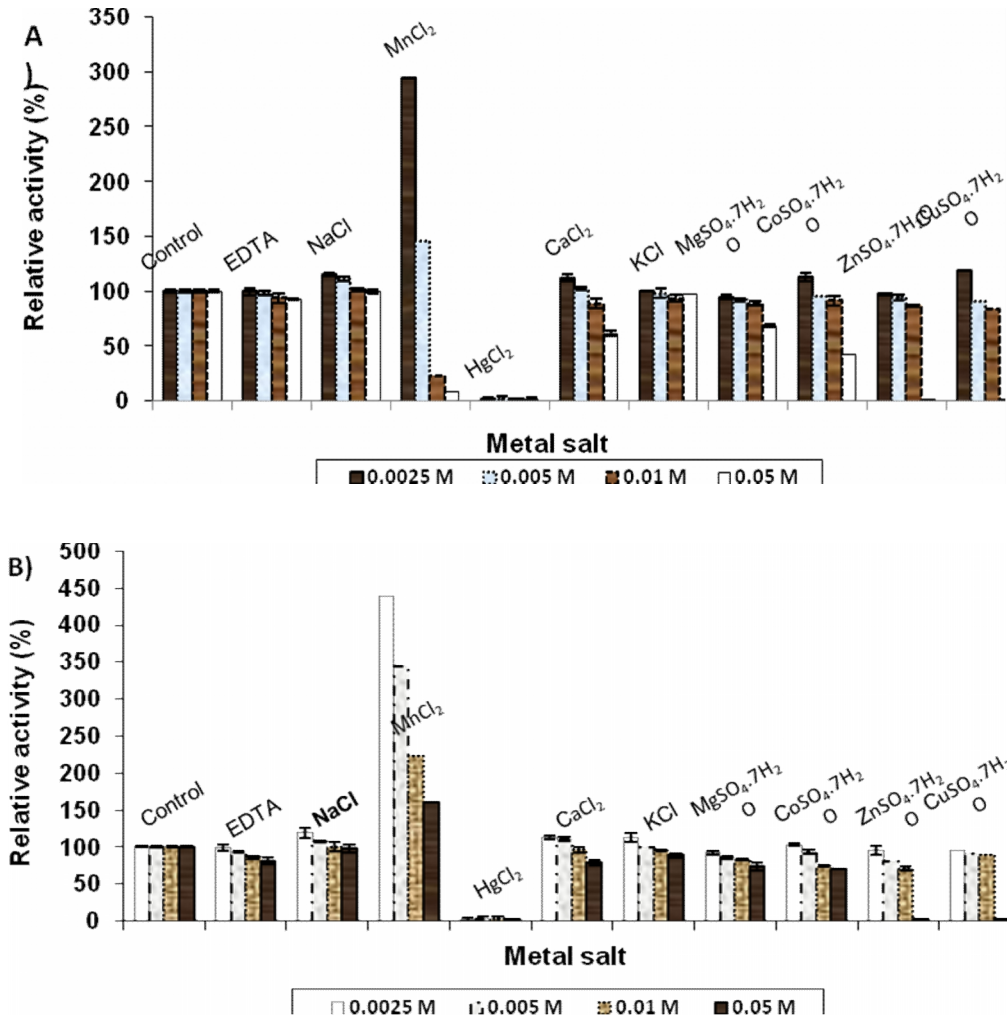 A
)
Relative activity (%)
350
300
250
200
150
100
50
0
Control
EDTA
NaCl
MnCl₂
HgCl₂
CaCl₂
KCl
MgSO₄.7H₂
O
CoSO₄.7H₂
O
ZnSO₄.7H₂O
CuSO₄.7H₂
O
Metal salt
0.0025 M 0.005 M 0.01 M 0.05 M
B)
Relative activity (%)
500
450
400
350
300
250
200
150
100
50
0
Control
EDTA
NaCl
MnCl₂
HgCl₂
CaCl₂
KCl
MgSO₄.7H₂
O
CoSO₄.7H₂
O
ZnSO₄.7H₂
O
CuSO₄.7H
O
Metal salt
0.0025 M 0.005 M 0.01 M 0.05 M